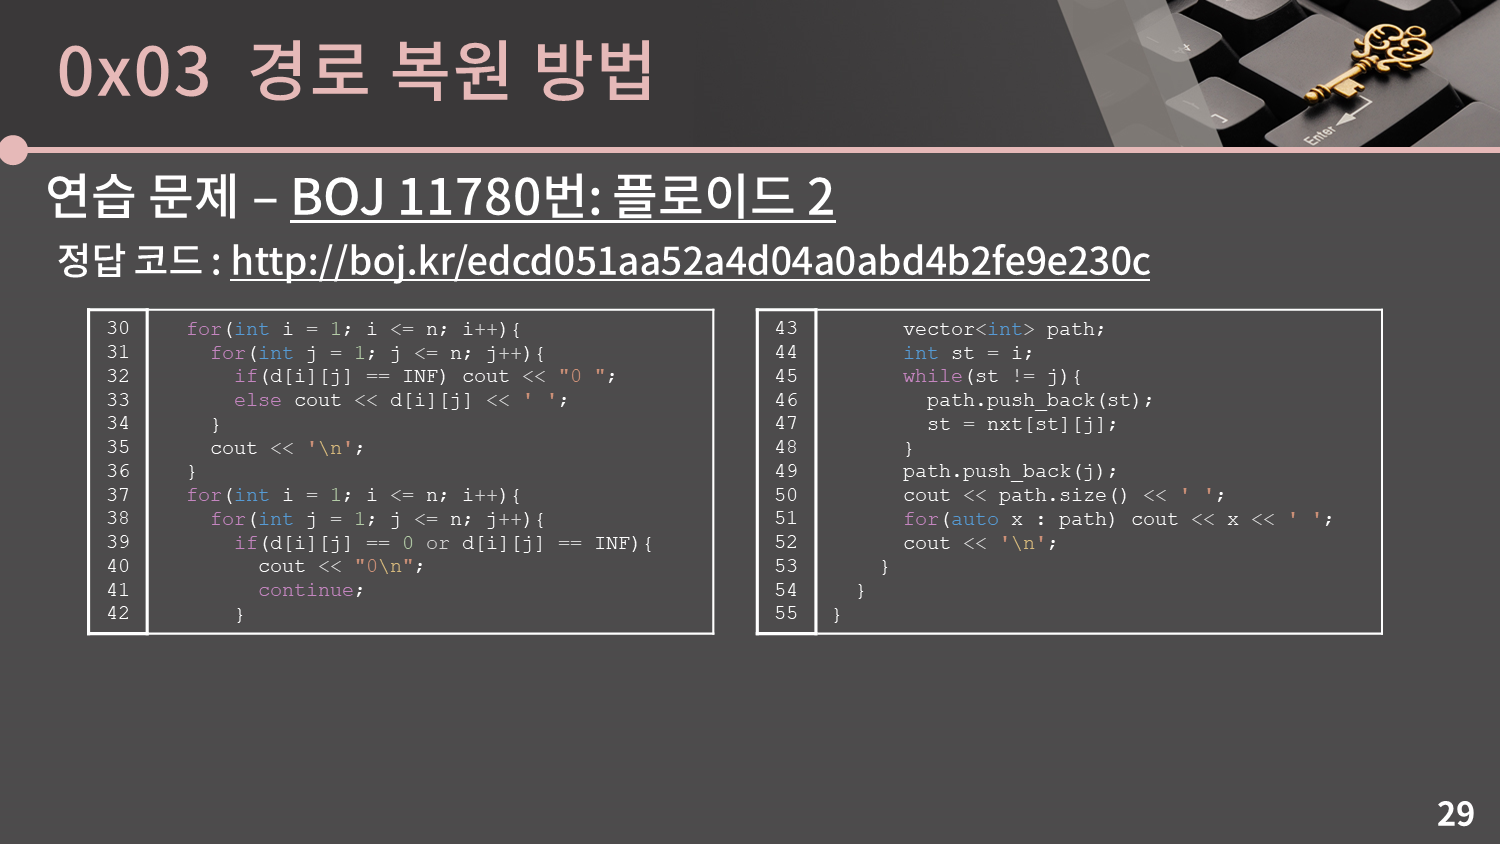 0x03 경로 복원 방법
Enter
연습 문제 – BOJ 11780번: 플로이드 2
정답 코드 : http://boj.kr/edcd051aa52a4d04a0abd4b2fe9e230c
30 for(int i = 1; i <= n; i++){
31 for(int j = 1; j <= n; j++){
32 if(d[i][j] == INF) cout << "0 ";
33 else cout << d[i][j] << ' ';
34 }
35 cout << '\n';
36 }
37 for(int i = 1; i <= n; i++){
38 for(int j = 1; j <= n; j++){
39 if(d[i][j] == 0 or d[i][j] == INF){
40 cout << "0\n";
41 continue;
42 }
43 vector<int> path;
44 int st = i;
45 while(st != j){
46 path.push_back(st);
47 st = nxt[st][j];
48 }
49 path.push_back(j);
50 cout << path.size() << ' ';
51 for(auto x : path) cout << x << ' ';
52 cout << '\n';
53 }
54 }
55 }
29